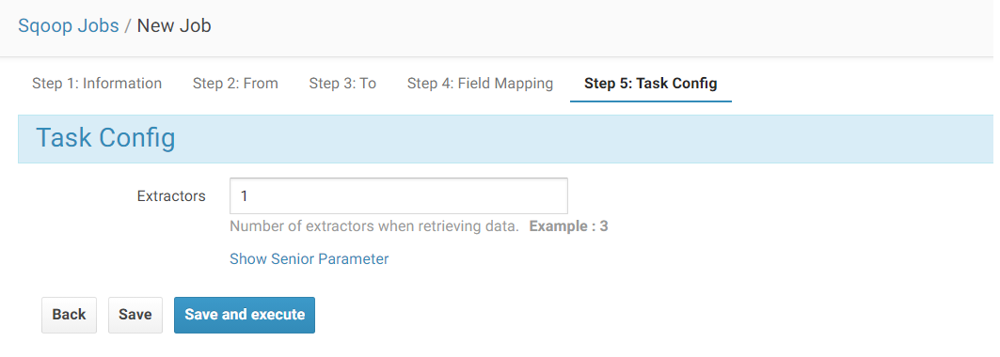 Sqoop Jobs / New Job
Step 1: Information Step 2: From Step 3: To Step 4: Field Mapping Step 5: Task Config
Task Config
Extractors 1
Number of extractors when retrieving data. Example : 3
Show Senior Parameter
Back Save Save and execute